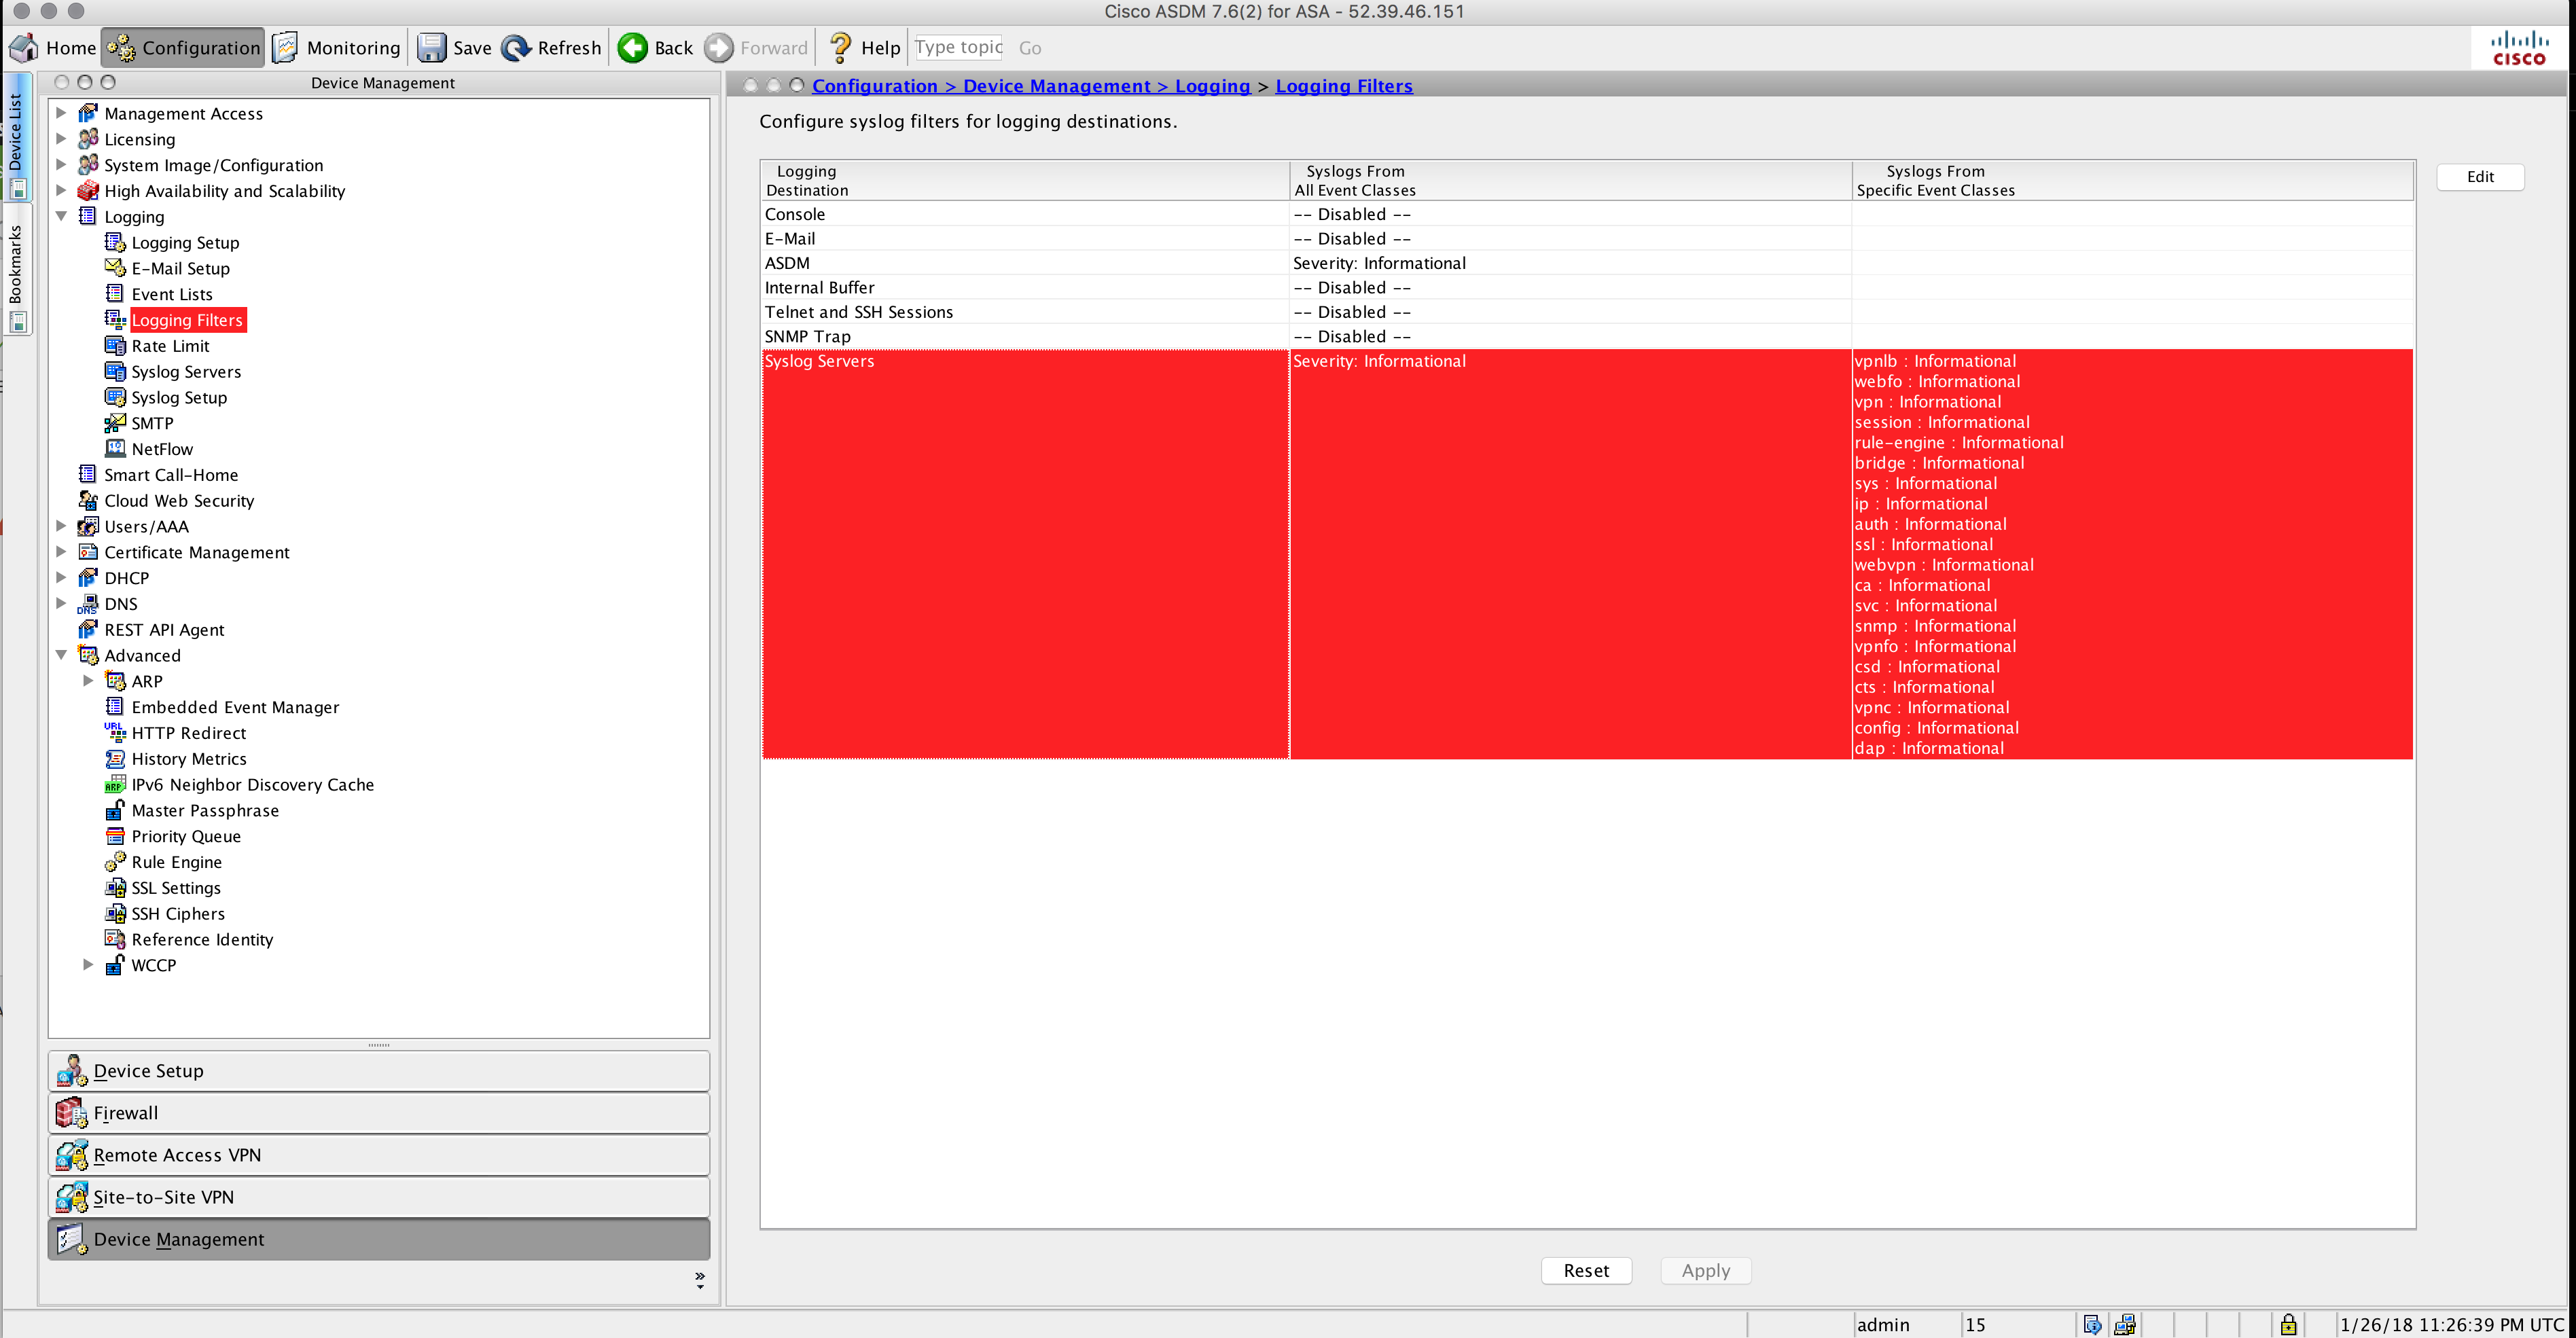 Cisco ASDM 7.6(2) for ASA - 52.39.46.151
Home Configuration Monitoring Save Refresh Back Forward Help Type topic Go
CISCO
Device List
Bookmarks
Device Management
Management Access
Licensing
System Image/Configuration
High Availability and Scalability
Logging
Logging Setup
E-Mail Setup
Event Lists
Logging Filters
Rate Limit
Syslog Servers
Syslog Setup
SMTP
NetFlow
Smart Call-Home
Cloud Web Security
Users/AAA
Certificate Management
DHCP
DNS
REST API Agent
Advanced
ARP
Embedded Event Manager
HTTP Redirect
History Metrics
IPv6 Neighbor Discovery Cache
Master Passphrase
Priority Queue
Rule Engine
SSL Settings
SSH Ciphers
Reference Identity
WCCP
Device Setup
Firewall
Remote Access VPN
Site-to-Site VPN
Device Management
Configuration > Device Management > Logging > Logging Filters
Configure syslog filters for logging destinations.
Logging Destination
Syslogs From All Event Classes
Syslogs From Specific Event Classes
Console -- Disabled --
E-Mail -- Disabled --
ASDM Severity: Informational
Internal Buffer -- Disabled --
Telnet and SSH Sessions -- Disabled --
SNMP Trap -- Disabled --
Syslog Servers Severity: Informational vpnlb : Informational
webfo : Informational
vpn : Informational
session : Informational
rule-engine : Informational
bridge : Informational
sys : Informational
ip : Informational
auth : Informational
ssl : Informational
webvpn : Informational
ca : Informational
svc : Informational
snmp : Informational
vpnfo : Informational
csd : Informational
cts : Informational
vpnc : Informational
config : Informational
dap : Informational
Edit
Reset Apply
admin 15 1/26/18 11:26:39 PM UTC